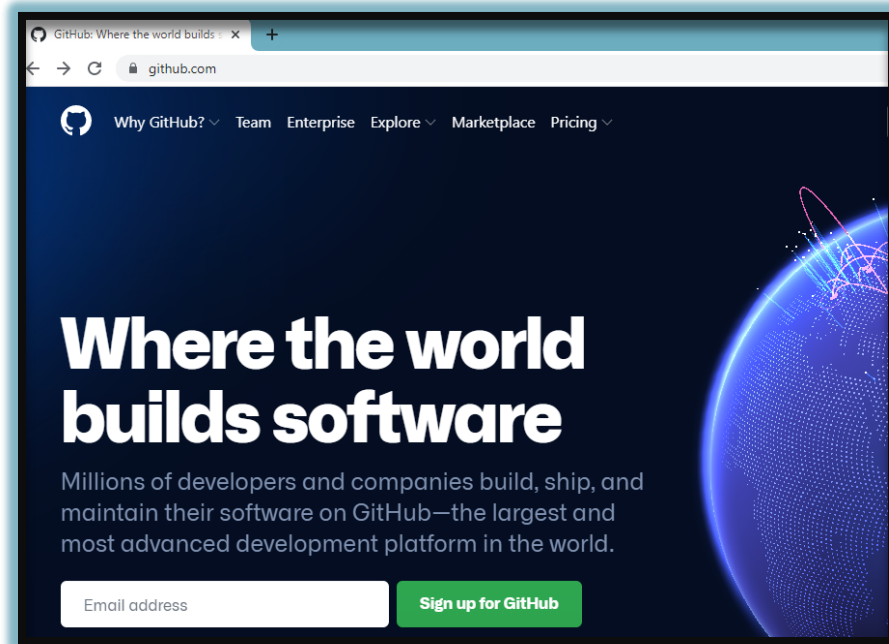 GitHub: Where the world builds s
github.com
Why GitHub? Team Enterprise Explore Marketplace Pricing
Where the world
builds software
Millions of developers and companies build, ship, and
maintain their software on GitHub—the largest and
most advanced development platform in the world.
Email address Sign up for GitHub